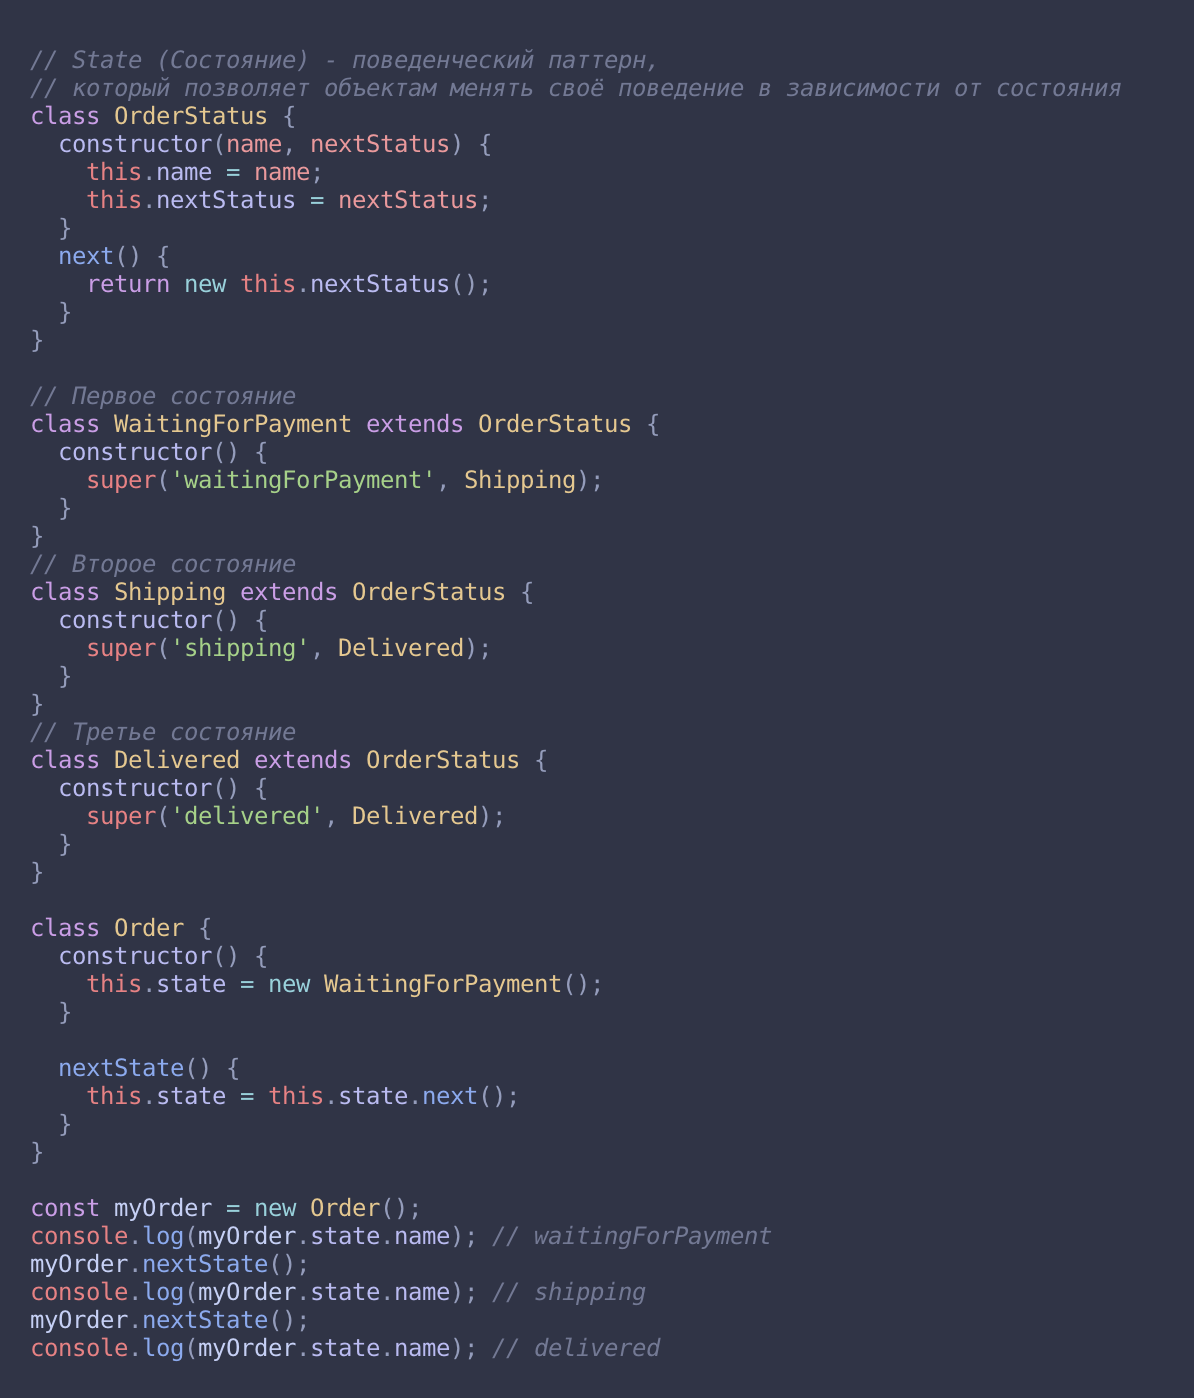 // State (Состояние) - поведенческий паттерн,
// который позволяет объектам менять своё поведение в зависимости от состояния
class OrderStatus {
  constructor(name, nextStatus) {
    this.name = name;
    this.nextStatus = nextStatus;
  }
  next() {
    return new this.nextStatus();
  }
}

// Первое состояние
class WaitingForPayment extends OrderStatus {
  constructor() {
    super('waitingForPayment', Shipping);
  }
}
// Второе состояние
class Shipping extends OrderStatus {
  constructor() {
    super('shipping', Delivered);
  }
}
// Третье состояние
class Delivered extends OrderStatus {
  constructor() {
    super('delivered', Delivered);
  }
}

class Order {
  constructor() {
    this.state = new WaitingForPayment();
  }

  nextState() {
    this.state = this.state.next();
  }
}

const myOrder = new Order();
console.log(myOrder.state.name); // waitingForPayment
myOrder.nextState();
console.log(myOrder.state.name); // shipping
myOrder.nextState();
console.log(myOrder.state.name); // delivered